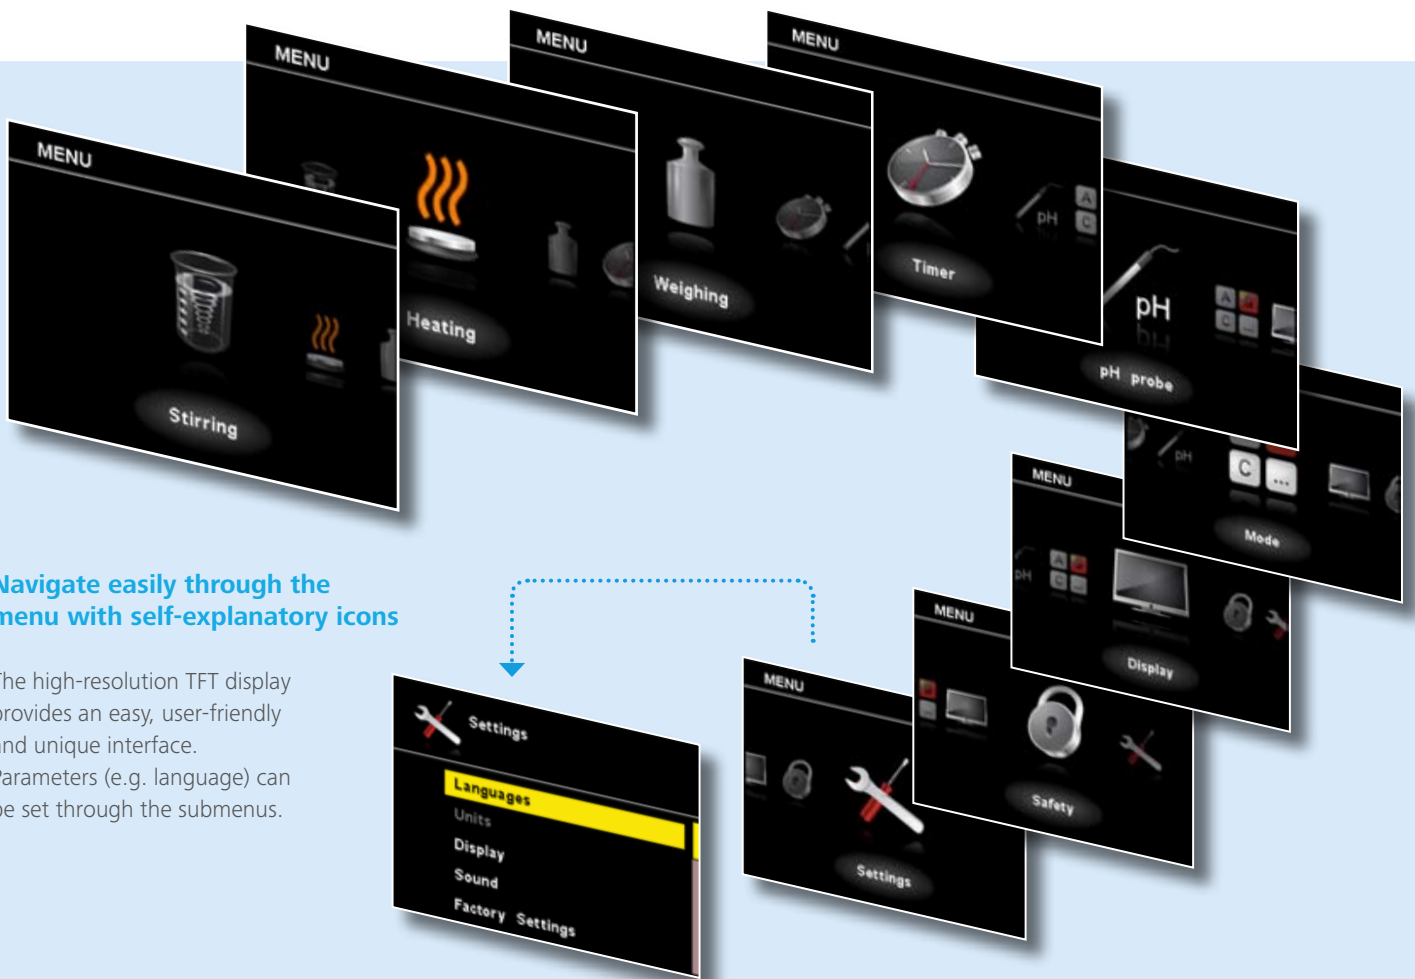 MENU
Stirring
MENU
Heating
MENU
Weighing
MENU
pH
A
C
Timer
pH
A
C ...
pH probe
pH
C ...
Mode
MENU
pH
A
C ...
Display
MENU
...
Safety
MENU
Settings
Navigate easily through the
menu with self-explanatory icons
The high-resolution TFT display
provides an easy, user-friendly
and unique interface.
Parameters (e.g. language) can
be set through the submenus.
Settings
Languages
Units
Display
Sound
Factory Settings